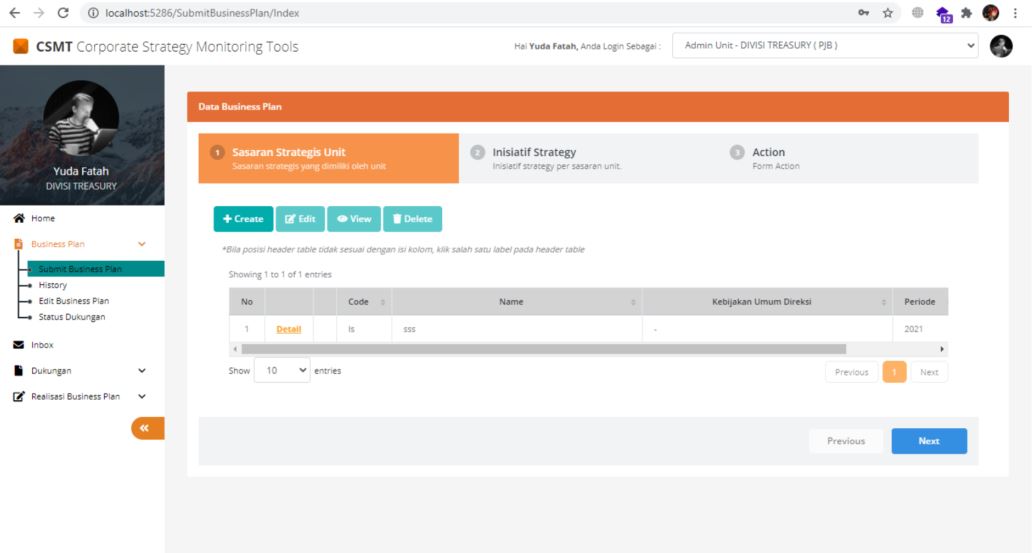 localhost:5286/SubmitBusinessPlan/Index
12
CSMT Corporate Strategy Monitoring Tools
Hai Yuda Fatah, Anda Login Sebagai :
Admin Unit - DIVISI TREASURY ( PJB )
Yuda Fatah
DIVISI TREASURY
Home
Business Plan
Submit Business Plan
History
Edit Business Plan
Status Dukungan
Inbox
Dukungan
Realisasi Business Plan
Data Business Plan
1 Sasaran Strategis Unit
Sasaran strategis yang dimiliki oleh unit
2 Inisiatif Strategy
Inisiatif strategy per sasaran unit.
3 Action
Form Action
+ Create
Edit
View
Delete
*Bila posisi header table tidak sesuai dengan isi kolom, klik salah satu label pada header table
Showing 1 to 1 of 1 entries
No Code Name Kebijakan Umum Direksi Periode
1 Detail ls sss - 2021
Show 10 entries
Previous 1 Next
Previous Next